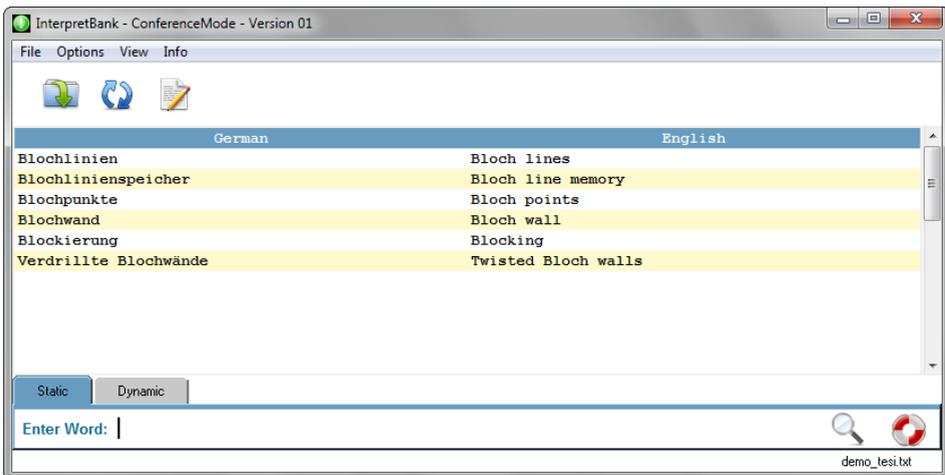 InterpretBank - ConferenceMode - Version 01
File Options View Info
German English
Blochlinien Bloch lines
Blochlinienspeicher Bloch line memory
Blochpunkte Bloch points
Blochwand Bloch wall
Blockierung Blocking
Verdrillte Blochwände Twisted Bloch walls
Static Dynamic
Enter Word:
demo_tesi.txt